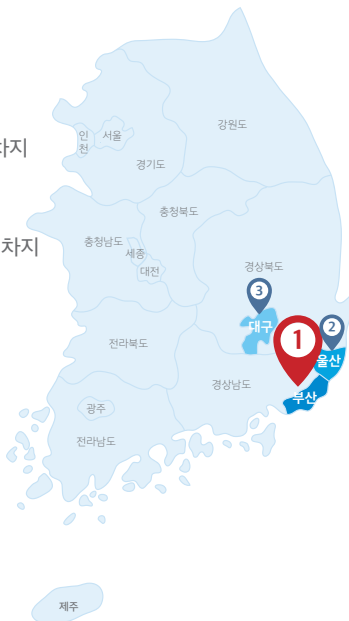 강원도
인천
서울
차지
경기도
충청북도
충청남도
차지
세종
대전
경상북도
3
대구
2
1
울산
전라북도
경상남도
부산
광주
전라남도
제주